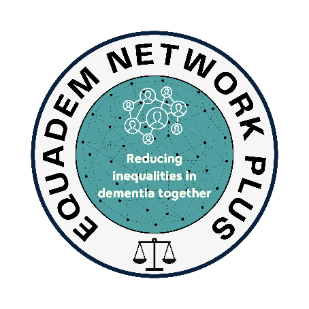 EQUADEM NETWORK PLUS
Reducing
inequalities in
dementia together